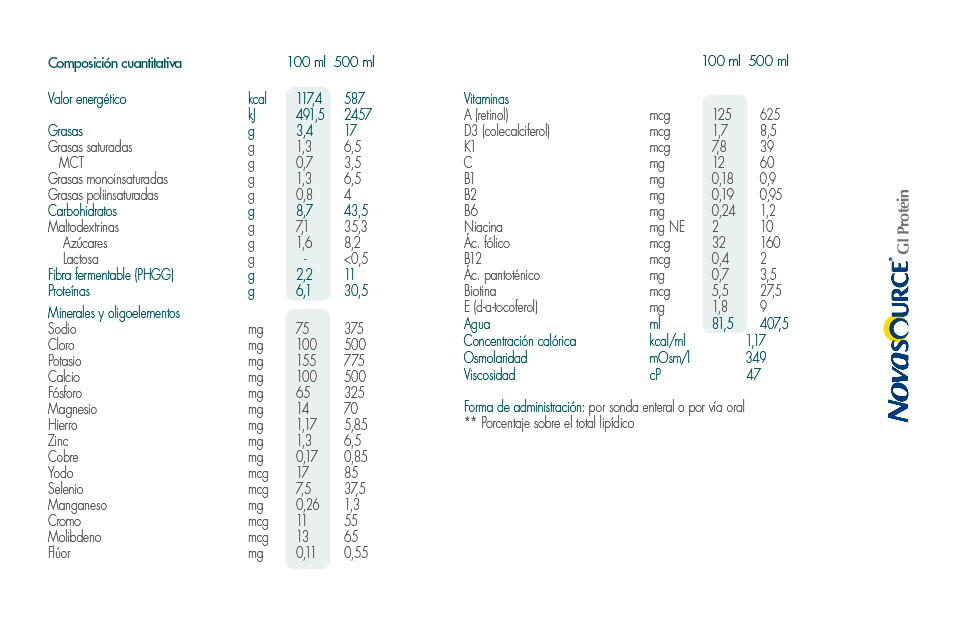 Composición cuantitativa 100 ml 500 ml
Valor energético kcal 117,4 587
kJ 491,5 2457
Grasas g 3,4 17
Grasas saturadas g 1,3 6,5
MCT g 0,7 3,5
Grasas monoinsaturadas g 1,3 6,5
Grasas poliinsaturadas g 0,8 4
Carbohidratos g 8,7 43,5
Maltodextrinas g 7,1 35,3
Azúcares g 1,6 8,2
Lactosa g - <0,5
Fibra fermentable (PHGG) g 2,2 11
Proteínas g 6,1 30,5
Minerales y oligoelementos
Sodio mg 75 375
Cloro mg 100 500
Potasio mg 155 775
Calcio mg 100 500
Fósforo mg 65 325
Magnesio mg 14 70
Hierro mg 1,17 5,85
Zinc mg 1,3 6,5
Cobre mg 0,17 0,85
Yodo mcg 17 85
Selenio mcg 7,5 37,5
Manganeso mg 0,26 1,3
Cromo mcg 11 55
Molibdeno mcg 13 65
Flúor mg 0,11 0,55
100 ml 500 ml
Vitaminas
A (retinol) mcg 125 625
D3 (colecalciferol) mcg 1,7 8,5
K1 mcg 7,8 39
C mg 12 60
B1 mg 0,18 0,9
B2 mg 0,19 0,95
B6 mg 0,24 1,2
Niacina mg NE 2 10
Ác. fólico mcg 32 160
B12 mcg 0,4 2
Ác. pantoténico mg 0,7 3,5
Biotina mcg 5,5 27,5
E (d-a-tocoferol) mg 1,8 9
Agua ml 81,5 407,5
Concentración calórica kcal/ml 1,17
Osmolaridad mOsm/l 349
Viscosidad cP 47
Forma de administración: por sonda enteral o por vía oral
** Porcentaje sobre el total lipídico
NOVASOURCE® GI Protein